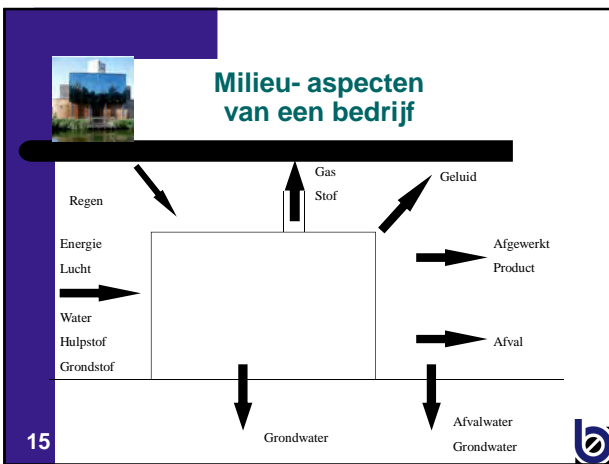 Milieu- aspecten
van een bedrijf
Gas
Stof
Geluid
Regen
Energie
Lucht
Water
Hulpstof
Grondstof
Afgewerkt
Product
Afval
Grondwater
Afvalwater
Grondwater
15